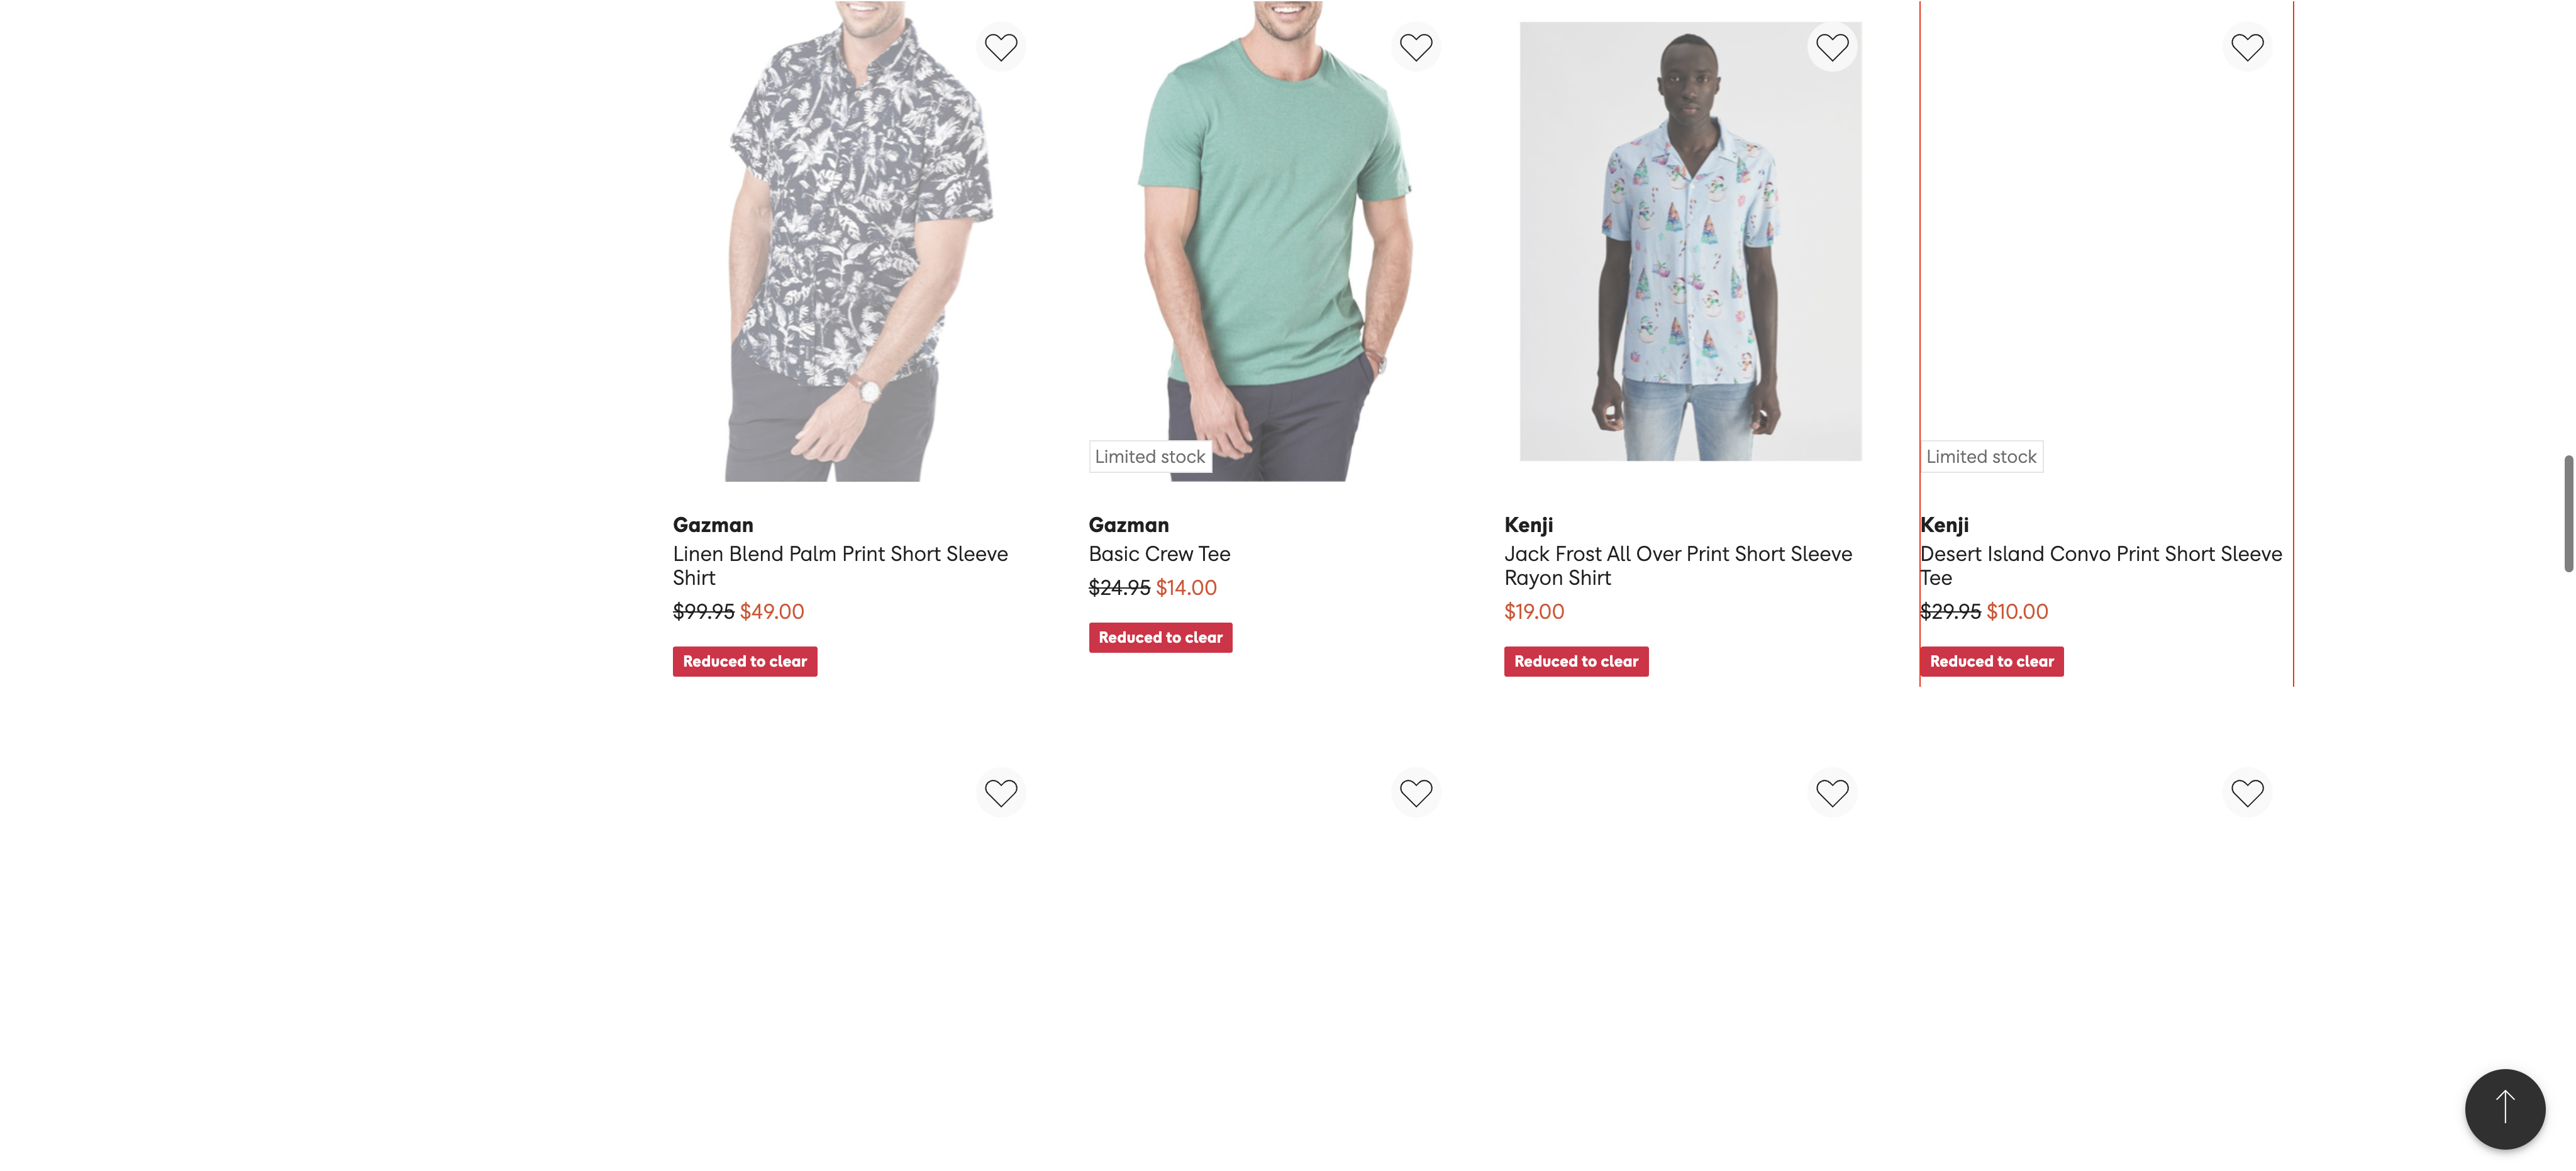 Limited stock
Limited stock
Gazman
Linen Blend Palm Print Short Sleeve
Shirt
$99.95 $49.00
Reduced to clear
Gazman
Basic Crew Tee
$24.95 $14.00
Reduced to clear
Kenji
Jack Frost All Over Print Short Sleeve
Rayon Shirt
$19.00
Reduced to clear
Kenji
Desert Island Convo Print Short Sleeve
Tee
$29.95 $10.00
Reduced to clear